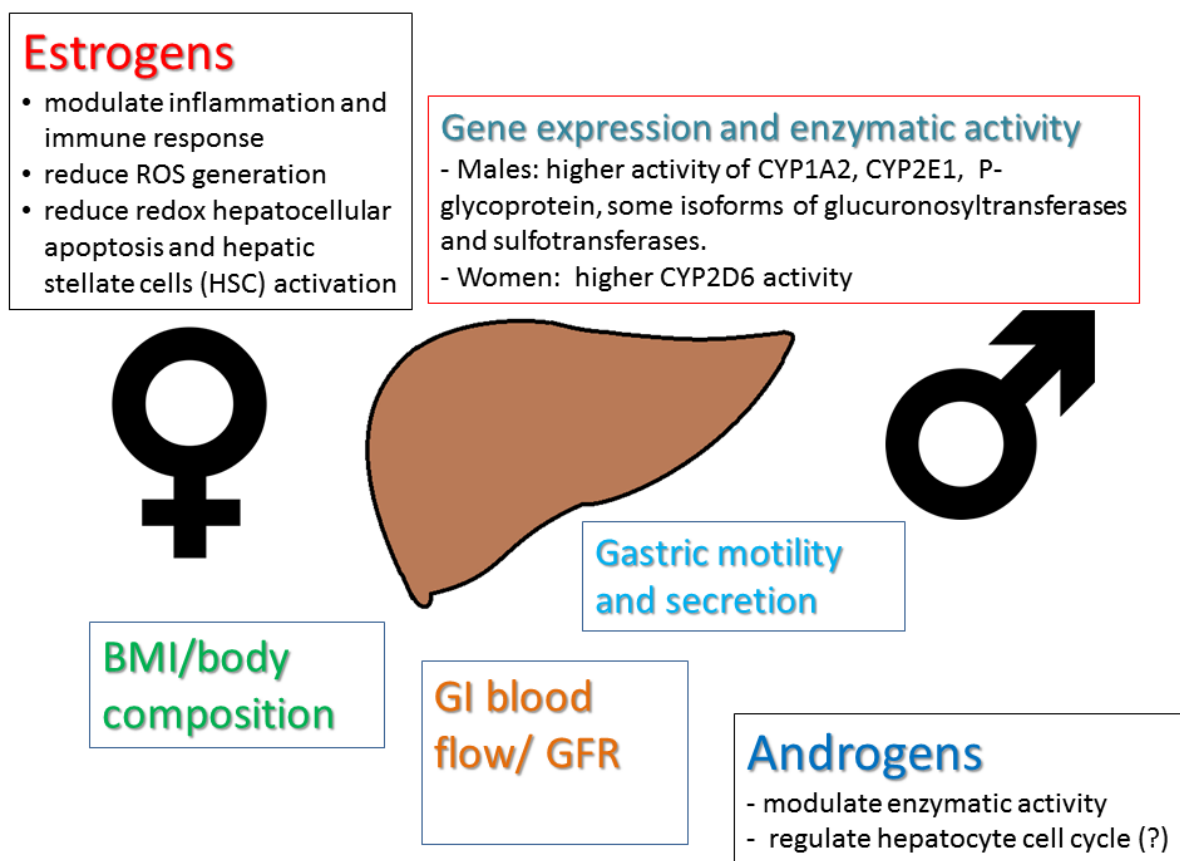 Estrogens
• modulate inflammation and
immune response
• reduce ROS generation
• reduce redox hepatocellular
apoptosis and hepatic
stellate cells (HSC) activation
Gene expression and enzymatic activity
- Males: higher activity of CYP1A2, CYP2E1, P-
glycoprotein, some isoforms of glucuronosyltransferases
and sulfotransferases.
- Women: higher CYP2D6 activity
Gastric motility
and secretion
BMI/body
composition
GI blood
flow/ GFR
Androgens
- modulate enzymatic activity
- regulate hepatocyte cell cycle (?)